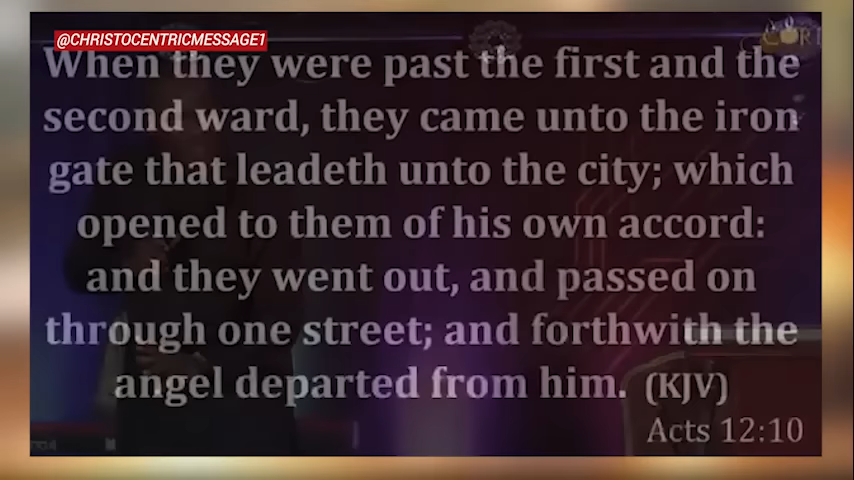 @CHRISTOCENTRICMESSAGE1
When they were past the first and the
second ward, they came unto the iron
gate that leadeth unto the city; which
opened to them of his own accord:
and they went out, and passed on
through one street; and forthwith the
angel departed from him. (KJV)
Acts 12:10